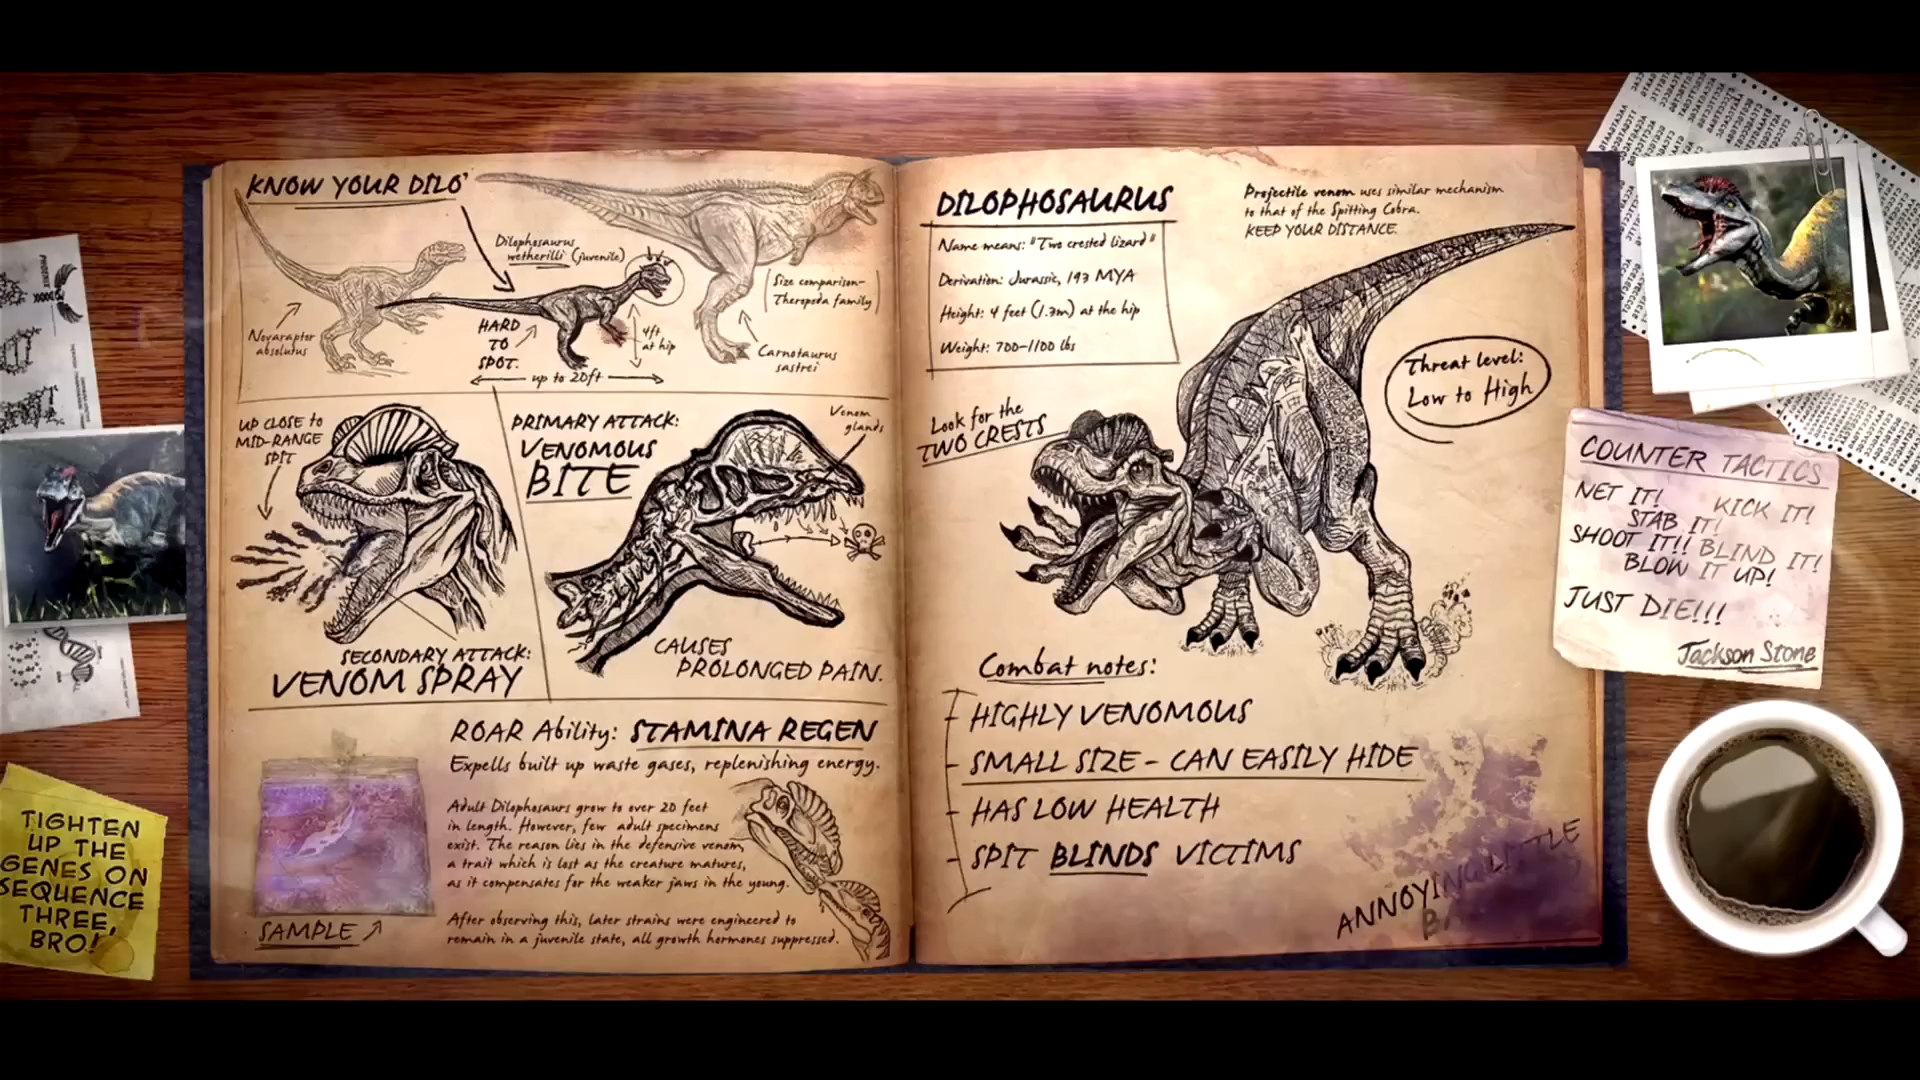 KNOW YOUR DILO'
Dilophosaurus
wetherilli (juvenile)
Size comparison-
Theropoda family
Novaraptor
absolutus
HARD
TO
SPOT.
4ft
at hip
up to 20ft
Carnotaurus
sastrei
UP CLOSE TO
MID-RANGE
SPIT
SECONDARY ATTACK:
VENOM SPRAY
PRIMARY ATTACK:
VENOMOUS
BITE
Venom
glands
CAUSES
PROLONGED PAIN.
ROAR Ability: STAMINA REGEN
Expells built up waste gases, replenishing energy.
Adult Dilophosaurs grow to over 20 feet
in length. However, few adult specimens
exist. The reason lies in the defensive venom,
a trait which is lost as the creature matures,
as it compensates for the weaker jaws in the young.
After observing this, later strains were engineered to
remain in a juvenile state, all growth hormones suppressed.
SAMPLE
DILOPHOSAURUS
Name means: "Two crested lizard"
Derivation: Jurassic, 193 MYA
Height: 4 feet (1.3m) at the hip
Weight: 700-1100 lbs
Projectile venom uses similar mechanism
to that of the Spitting Cobra.
KEEP YOUR DISTANCE.
Threat level:
Low to High
Look for the
TWO CRESTS
Combat notes:
- HIGHLY VENOMOUS
- SMALL SIZE - CAN EASILY HIDE
- HAS LOW HEALTH
- SPIT BLINDS VICTIMS
ANNOYING LITTLE
COUNTER TACTICS
NET IT! KICK IT!
STAB IT!
SHOOT IT!! BLIND IT!
BLOW IT UP!
JUST DIE!!!
Jackson Stone
TIGHTEN
UP THE
GENES ON
SEQUENCE
THREE,
BRO!